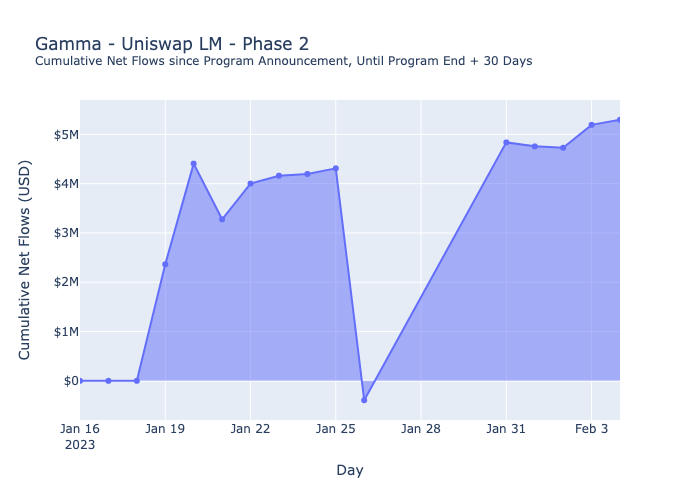 Gamma - Uniswap LM - Phase 2
Cumulative Net Flows since Program Announcement, Until Program End + 30 Days
Cumulative Net Flows (USD)
$5M
$4M
$3M
$2M
$1M
$0
Jan 16
2023
Jan 19
Jan 22
Jan 25
Jan 28
Jan 31
Feb 3
Day